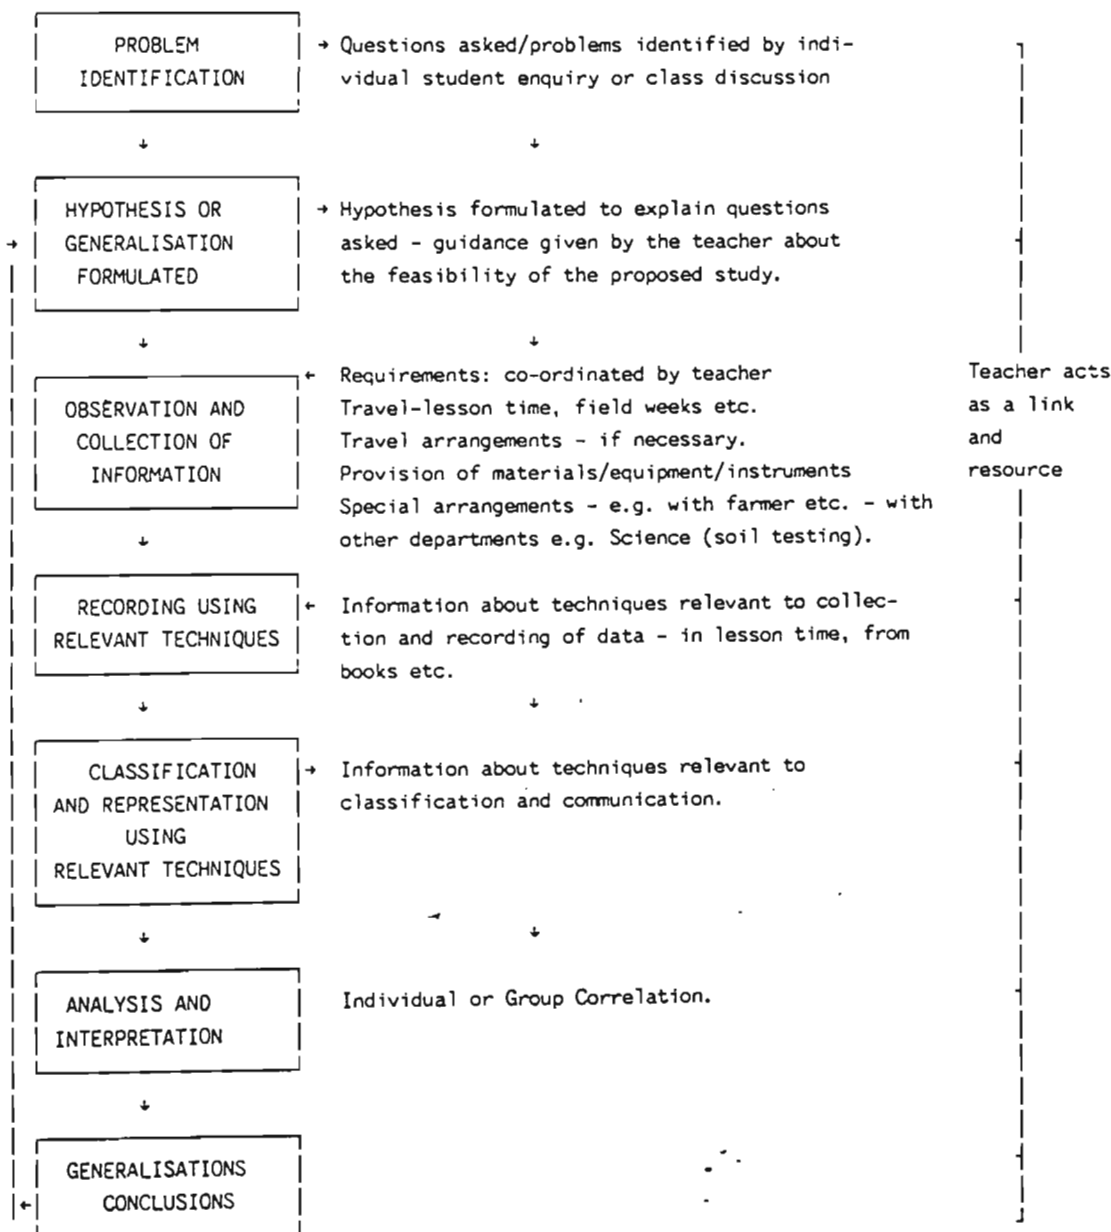 PROBLEM
IDENTIFICATION
→ Questions asked/problems identified by indi-
vidual student enquiry or class discussion
↓ ↓
HYPOTHESIS OR
GENERALISATION
FORMULATED
→ Hypothesis formulated to explain questions
asked - guidance given by the teacher about
the feasibility of the proposed study.
↓ ↓
OBSERVATION AND
COLLECTION OF
INFORMATION
← Requirements: co-ordinated by teacher
Travel-lesson time, field weeks etc.
Travel arrangements - if necessary.
Provision of materials/equipment/instruments
Special arrangements - e.g. with farmer etc. - with
other departments e.g. Science (soil testing).
Teacher acts
as a link
and
resource
↓
RECORDING USING
RELEVANT TECHNIQUES
← Information about techniques relevant to collec-
tion and recording of data - in lesson time, from
books etc.
↓ ↓
CLASSIFICATION
AND REPRESENTATION
USING
RELEVANT TECHNIQUES
→ Information about techniques relevant to
classification and communication.
↓ ↓
ANALYSIS AND
INTERPRETATION
Individual or Group Correlation.
↓
GENERALISATIONS
CONCLUSIONS